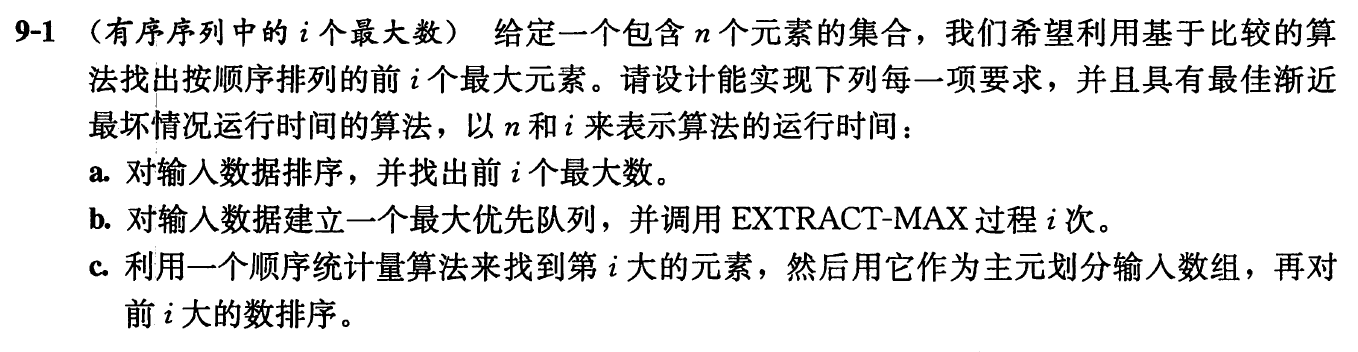 9-1 （有序序列中的 i 个最大数） 给定一个包含 n 个元素的集合，我们希望利用基于比较的算
法找出按顺序排列的前 i 个最大元素。请设计能实现下列每一项要求，并且具有最佳渐近
最坏情况运行时间的算法，以 n 和 i 来表示算法的运行时间：
a. 对输入数据排序，并找出前 i 个最大数。
b. 对输入数据建立一个最大优先队列，并调用 EXTRACT-MAX 过程 i 次。
c. 利用一个顺序统计量算法来找到第 i 大的元素，然后用它作为主元划分输入数组，再对
前 i 大的数排序。